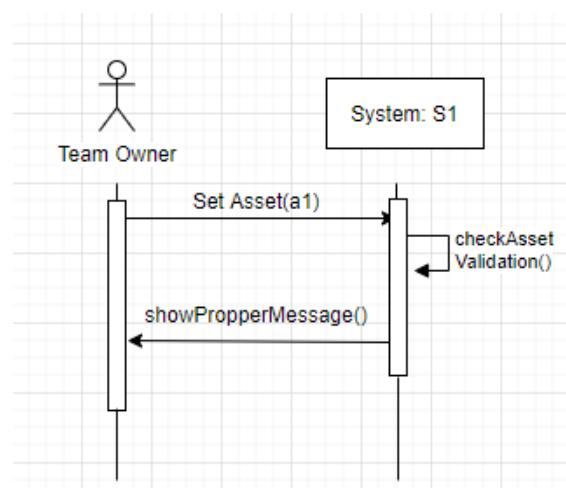 System: S1
Team Owner
Set Asset(a1)
checkAsset
Validation()
showPropperMessage()